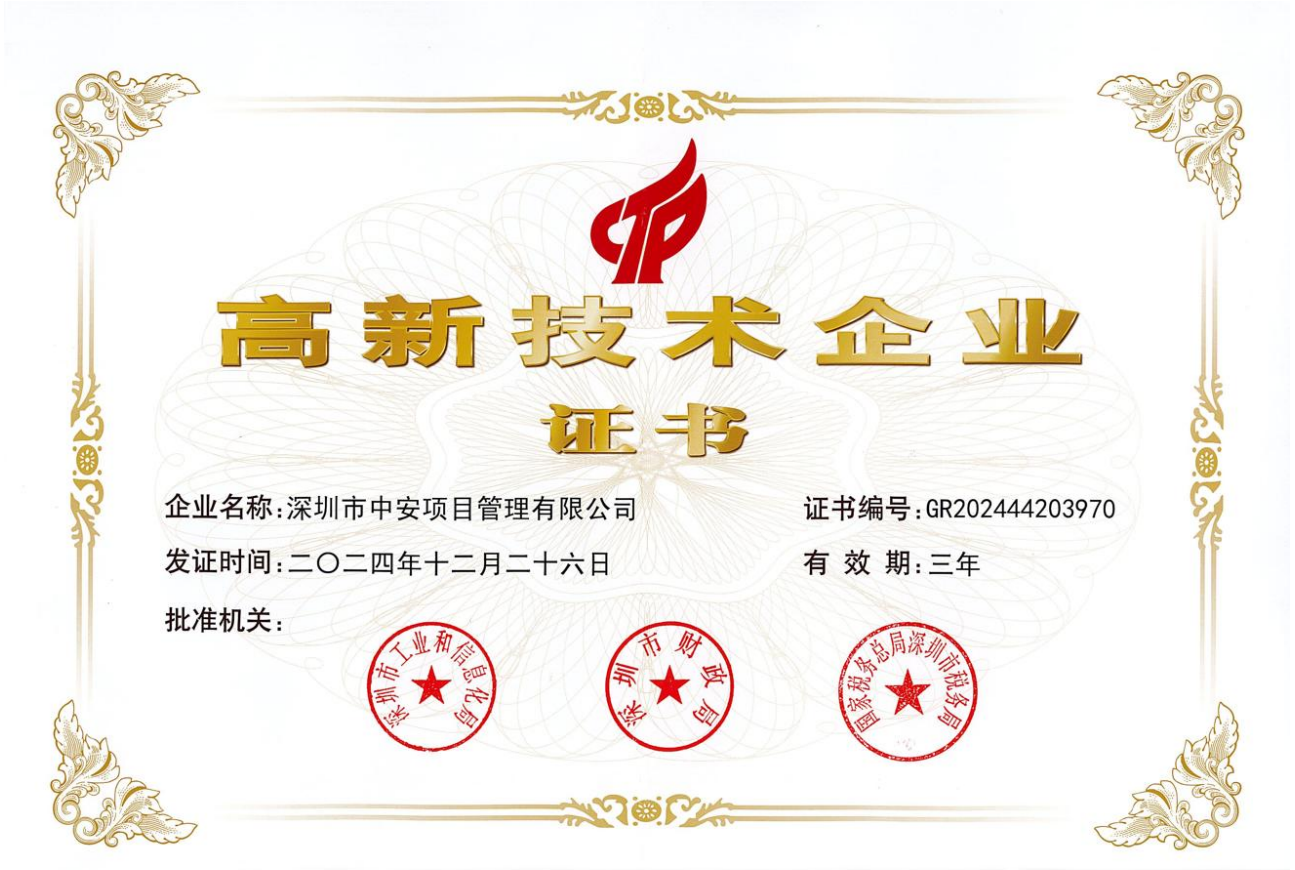 高新技术企业
证书
企业名称:深圳市中安项目管理有限公司
证书编号:GR202444203970
发证时间:二〇二四年十二月二十六日
有效期:三年
批准机关:
深圳市工业和信息化局
深圳市财政局
国家税务总局深圳市税务局